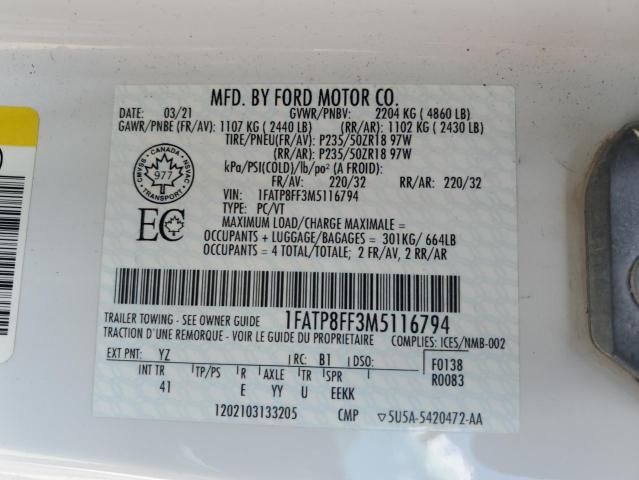 MFD. BY FORD MOTOR CO.
03/21 GVWR/PNBV: 2204 KG ( 4860 LB)
GAWR/PNBE (FR/AV): 1107 KG ( 2440 LB) (RR/AR): 1102 KG ( 2430 LB)
TIRE/PNEU(FR/AV): P235/50ZR18 97W
(RR/AR): P235/50ZR18 97W
kPa/PSI(COLD)/lb/po² (A FROID):
FR/AV: 220/32 RR/AR: 220/32
VIN: 1FATP8FF3M5116794
TYPE: PC/VT
MAXIMUM LOAD/CHARGE MAXIMALE =
OCCUPANTS + LUGGAGE/BAGAGES = 301KG/ 664LB
OCCUPANTS = 4 TOTAL/TOTALE; 2 FR/AV, 2 RR/AR
CANADA
CMVSS
NSVAC
977
TRANSPORT
EC
1FATP8FF3M5116794
TRAILER TOWING - SEE OWNER GUIDE
TRACTION D'UNE REMORQUE - VOIR LE GUIDE DU PROPRIETAIRE COMPLIES: ICES/NMB-002
EXT PNT: YZ RC: B1 DSO: F0138
INT TR TP/PS R AXLE TR SPR R0083
41 E YY U EEKK
1202103133205 CMP 5U5A-5420472-AA